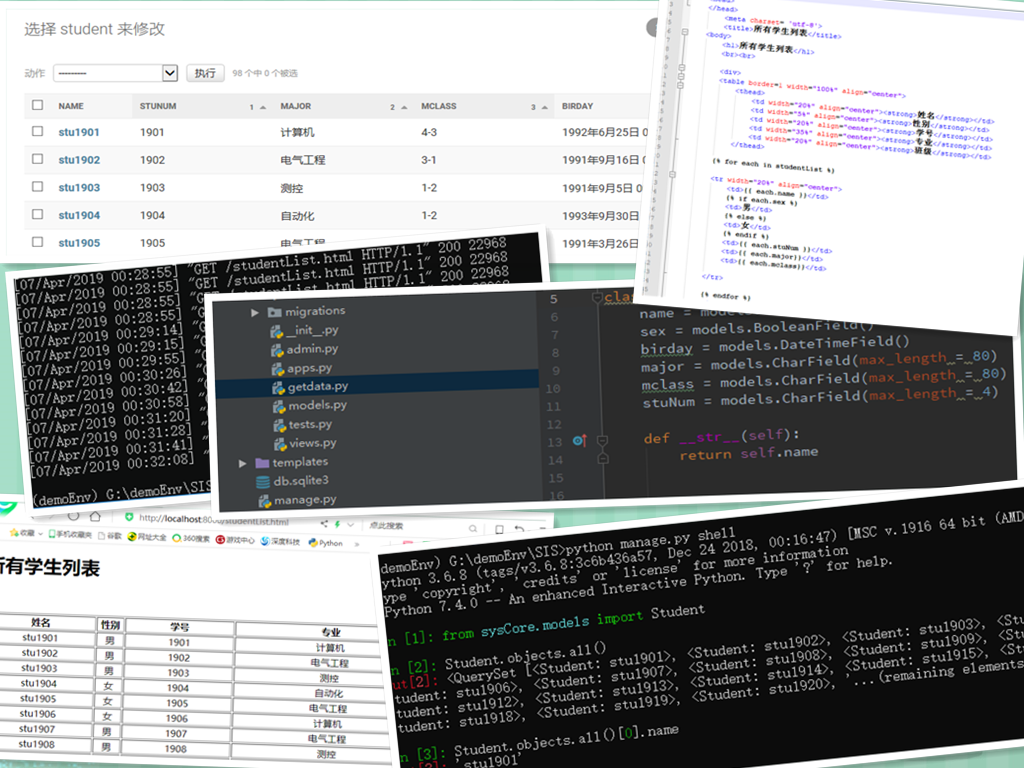 选择 student 来修改
动作 --------- 执行 98 个中 0 个被选
NAME STUNUM 1 MAJOR 2 MCLASS 3 BIRDAY
stu1901 1901 计算机 4-3 1992年6月25日 0
stu1902 1902 电气工程 3-1 1991年9月16日 0
stu1903 1903 测控 1-2 1991年9月5日 0
stu1904 1904 自动化 1-2 1993年9月30日
stu1905 1905 电气工程 1991年3月26日
</head>
<meta charset= 'utf-8'>
<title>所有学生列表</title>
<body>
<h1>所有学生列表</h1>
<br><br>
<div>
<table border=1 width="100%" align="center">
<thead>
<td width="20%" align="center"><strong>姓名</strong></td>
<td width="5%" align="center"><strong>性别</strong></td>
<td width="20%" align="center"><strong>学号</strong></td>
<td width="35%" align="center"><strong>专业</strong></td>
<td width="20%" align="center"><strong>班级</strong></td>
</thead>
{% for each in studentList %}
<tr width="20%" align="center">
<td>{{ each.name }}</td>
{% if each.sex %}
<td>男</td>
{% else %}
<td>女</td>
{% endif %}
<td>{{ each.stuNum }}</td>
<td>{{ each.major}}</td>
<td>{{ each.mclass}}</td>
</tr>
{% endfor %}
[07/Apr/2019 00:28:55] "GET /studentList.html HTTP/1.1" 200 22968
[07/Apr/2019 00:28:55] "GET /studentList.html HTTP/1.1" 200 22968
[07/Apr/2019 00:28:55]
[07/Apr/2019 00:29:14]
[07/Apr/2019 00:29:15]
[07/Apr/2019 00:29:55]
[07/Apr/2019 00:30:26]
[07/Apr/2019 00:30:42]
[07/Apr/2019 00:30:58]
[07/Apr/2019 00:31:20]
[07/Apr/2019 00:31:28]
[07/Apr/2019 00:31:41]
[07/Apr/2019 00:32:08]
(demoEnv) G:\demoEnv\SIS
migrations
__init__.py
admin.py
apps.py
getdata.py
models.py
tests.py
views.py
templates
db.sqlite3
manage.py
5 clas
6 name = model
7 sex = models.BooleanField()
8 birday = models.DateTimeField()
9 major = models.CharField(max_length = 80)
10 mclass = models.CharField(max_length = 80)
11 stuNum = models.CharField(max_length = 4)
12
13 def __str__(self):
14 return self.name
15
16
http://localhost:8000/studentList.html 点此搜索
收藏 手机收藏夹 谷歌 网址大全 360搜索 游戏中心 深度科技 Python »
所有学生列表
姓名 性别 学号 专业
stu1901 男 1901 计算机
stu1902 男 1902 电气工程
stu1903 男 1903 测控
stu1904 女 1904 自动化
stu1905 女 1905 电气工程
stu1906 女 1906 计算机
stu1907 男 1907 电气工程
stu1908 男 1908 测控
demoEnv) G:\demoEnv\SIS>python manage.py shell
ython 3.6.8 (tags/v3.6.8:3c6b436a57, Dec 24 2018, 00:16:47) [MSC v.1916 64 bit (AMD
ype 'copyright', 'credits' or 'license' for more information
Python 7.4.0 -- An enhanced Interactive Python. Type '?' for help.
n [1]: from sysCore.models import Student
n [2]: Student.objects.all()
ut[2]: <QuerySet [<Student: stu1901>, <Student: stu1902>, <Student: stu1903>, <Stu
tudent: stu1906>, <Student: stu1907>, <Student: stu1908>, <Student: stu1909>, <Stu
tudent: stu1912>, <Student: stu1913>, <Student: stu1914>, <Student: stu1915>, <St
tudent: stu1918>, <Student: stu1919>, <Student: stu1920>, '...(remaining elements
n [3]: Student.objects.all()[0].name
[3]: 'stu1901'